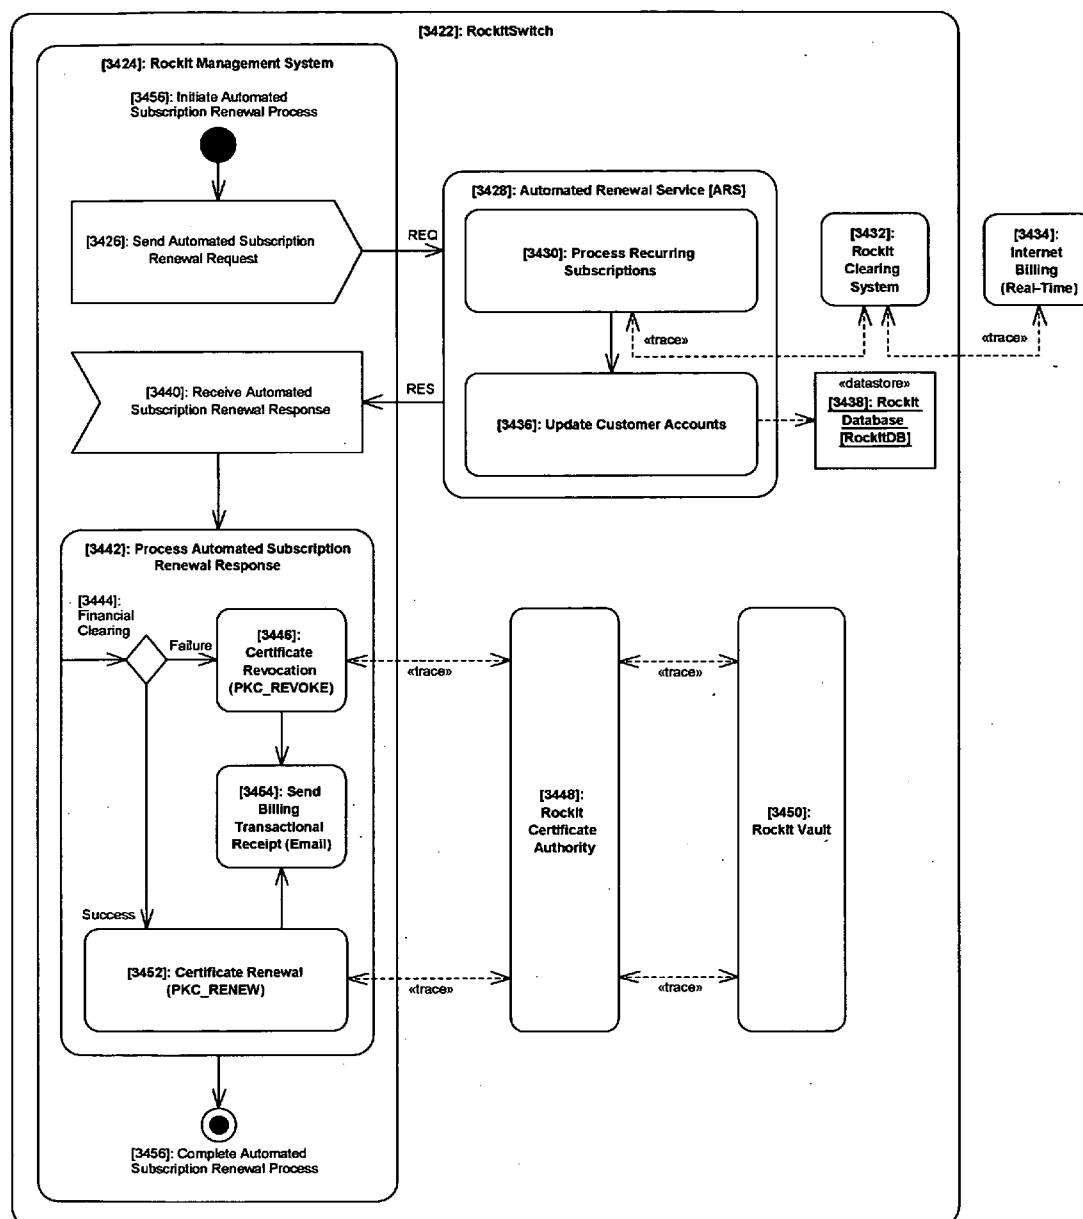 [3422]: RockItSwitch
[3424]: RockIt Management System
[3456]: Initiate Automated
Subscription Renewal Process
[3426]: Send Automated Subscription
Renewal Request
REQ
[3428]: Automated Renewal Service [ARS]
[3430]: Process Recurring
Subscriptions
[3432]:
RockIt
Clearing
System
[3434]:
Internet
Billing
(Real-Time)
«trace»
«trace»
[3440]: Receive Automated
Subscription Renewal Response
RES
[3436]: Update Customer Accounts
«datastore»
[3438]: RockIt
Database
[RockItDB]
[3442]: Process Automated Subscription
Renewal Response
[3444]:
Financial
Clearing
Failure
[3446]:
Certificate
Revocation
(PKC_REVOKE)
«trace»
«trace»
[3454]: Send
Billing
Transactional
Receipt (Email)
[3448]:
RockIt
Certificate
Authority
[3450]:
RockIt Vault
Success
[3452]: Certificate Renewal
(PKC_RENEW)
«trace»
«trace»
[3456]: Complete Automated
Subscription Renewal Process